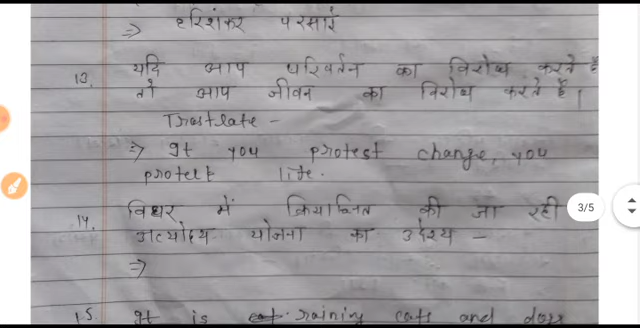 ⇒ हरिशंकर परसाई
13. यदि आप परिवर्तन का विरोध करते हैं
तो आप जीवन का विरोध करते हैं।
Trastlate -
⇒ If you protest change, you
protect life.
14. बिहार में क्रियान्वित की जा रही
अत्योदय योजना का उद्देश्य -
⇒
15. It is raining cats and dogs
3/5